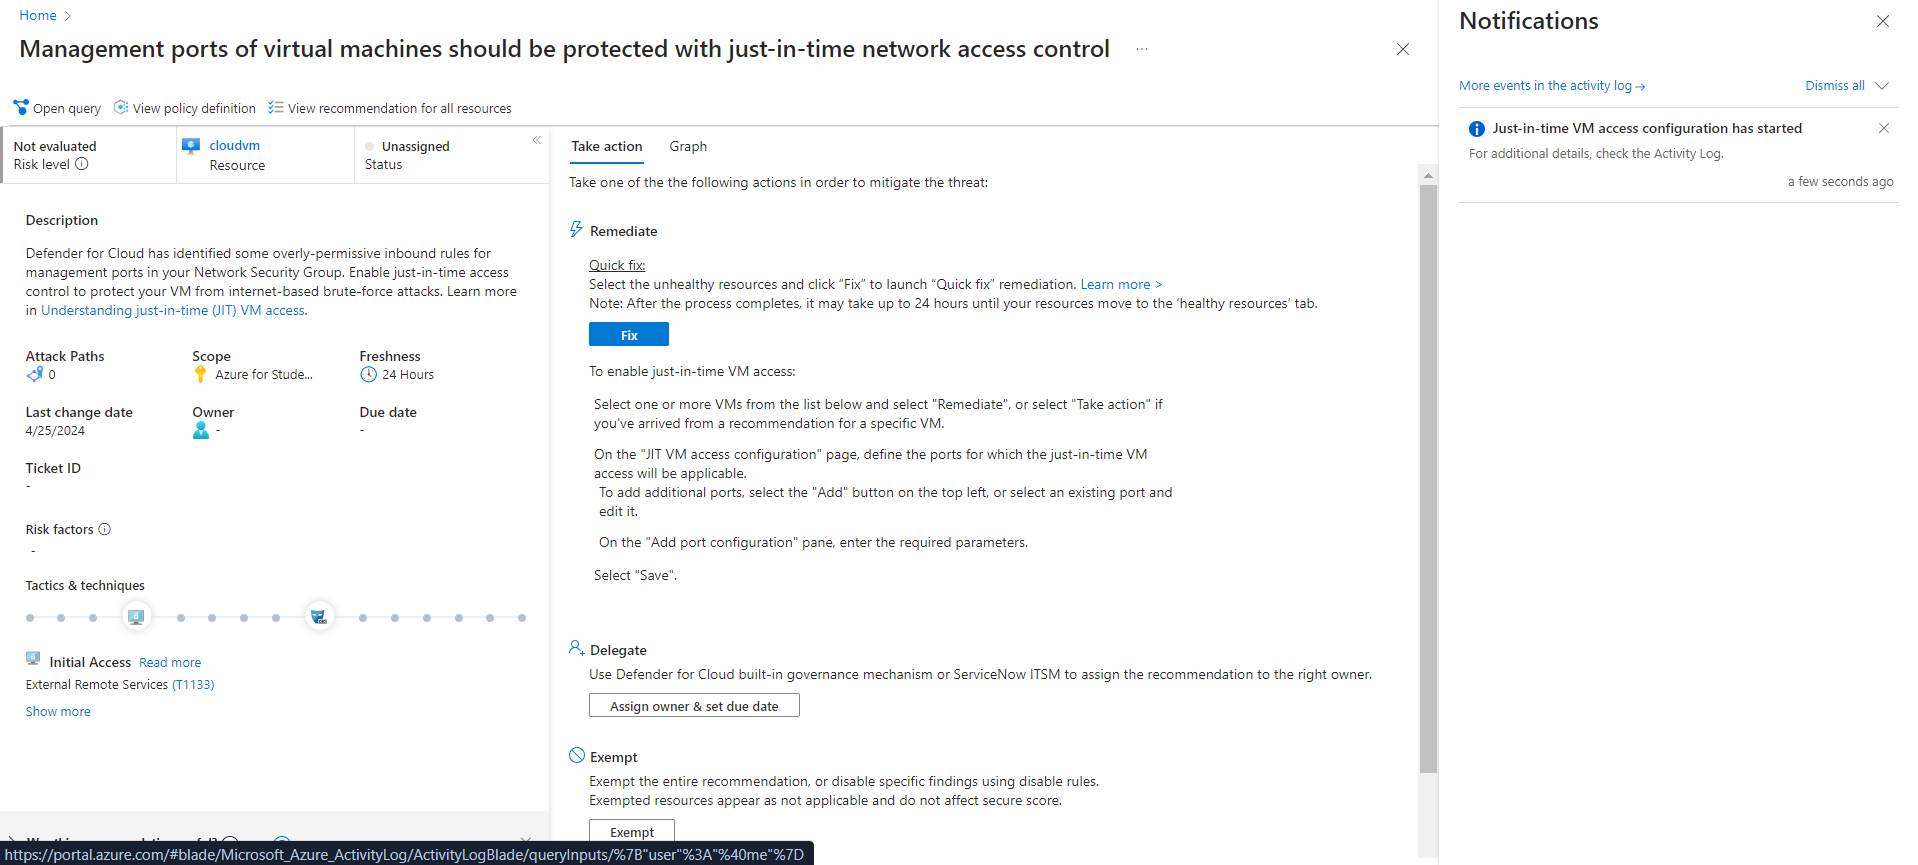 Home
Management ports of virtual machines should be protected with just-in-time network access control
Open query
View policy definition
View recommendation for all resources
Not evaluated
Risk level
cloudvm
Resource
Unassigned
Status
Description
Defender for Cloud has identified some overly-permissive inbound rules for
management ports in your Network Security Group. Enable just-in-time access
control to protect your VM from internet-based brute-force attacks. Learn more
in Understanding just-in-time (JIT) VM access.
Attack Paths
0
Scope
Azure for Stude...
Freshness
24 Hours
Last change date
4/25/2024
Owner
-
Due date
-
Ticket ID
-
Risk factors
-
Tactics & techniques
Initial Access Read more
External Remote Services (T1133)
Show more
Take action
Graph
Take one of the the following actions in order to mitigate the threat:
Remediate
Quick fix:
Select the unhealthy resources and click “Fix” to launch “Quick fix” remediation. Learn more >
Note: After the process completes, it may take up to 24 hours until your resources move to the ‘healthy resources’ tab.
Fix
To enable just-in-time VM access:
Select one or more VMs from the list below and select "Remediate", or select "Take action" if
you've arrived from a recommendation for a specific VM.
On the "JIT VM access configuration" page, define the ports for which the just-in-time VM
access will be applicable.
To add additional ports, select the "Add" button on the top left, or select an existing port and
edit it.
On the "Add port configuration" pane, enter the required parameters.
Select "Save".
Delegate
Use Defender for Cloud built-in governance mechanism or ServiceNow ITSM to assign the recommendation to the right owner.
Assign owner & set due date
Exempt
Exempt the entire recommendation, or disable specific findings using disable rules.
Exempted resources appear as not applicable and do not affect secure score.
Exempt
https://portal.azure.com/#blade/Microsoft_Azure_ActivityLog/ActivityLogBlade/queryInputs/%7B"user"%3A"%40me"%7D
Notifications
More events in the activity log →
Dismiss all
Just-in-time VM access configuration has started
For additional details, check the Activity Log.
a few seconds ago